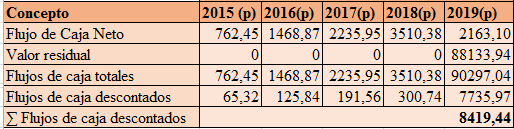 Concepto 2015 (p) 2016(p) 2017(p) 2018(p) 2019(p)
Flujo de Caja Neto 762,45 1468,87 2235,95 3510,38 2163,10
Valor residual 0 0 0 0 88133,94
Flujos de caja totales 762,45 1468,87 2235,95 3510,38 90297,04
Flujos de caja descontados 65,32 125,84 191,56 300,74 7735,97
∑ Flujos de caja descontados 8419,44